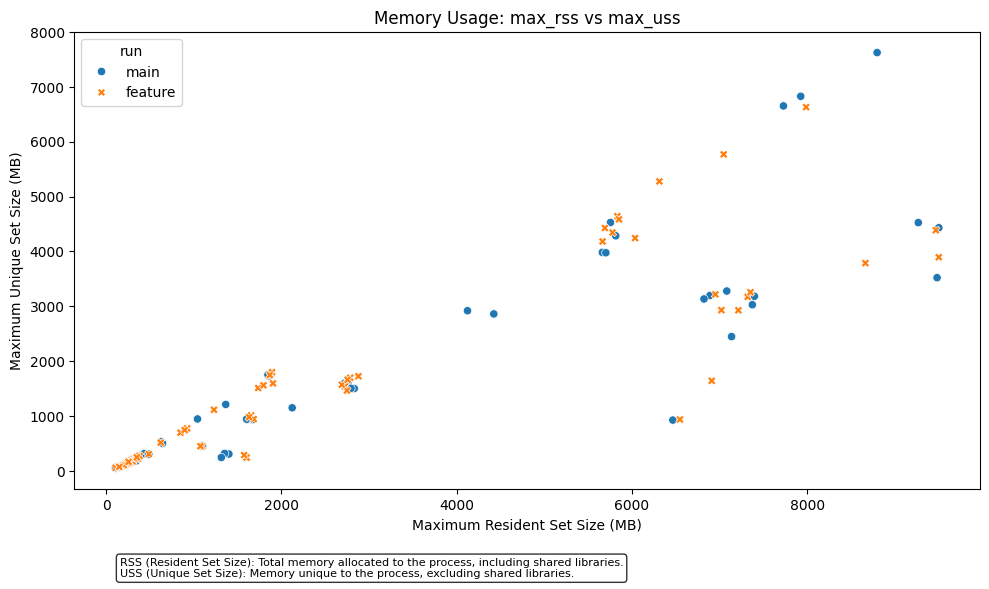 Memory Usage: max_rss vs max_uss
8000
7000
6000
5000
4000
3000
2000
1000
0
Maximum Unique Set Size (MB)
run
main
feature
0
2000
4000
6000
8000
Maximum Resident Set Size (MB)
RSS (Resident Set Size): Total memory allocated to the process, including shared libraries.
USS (Unique Set Size): Memory unique to the process, excluding shared libraries.